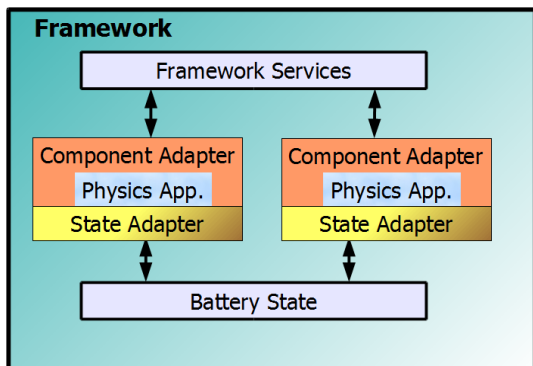 Framework
Framework Services
Component Adapter
Physics App.
State Adapter
Component Adapter
Physics App.
State Adapter
Battery State